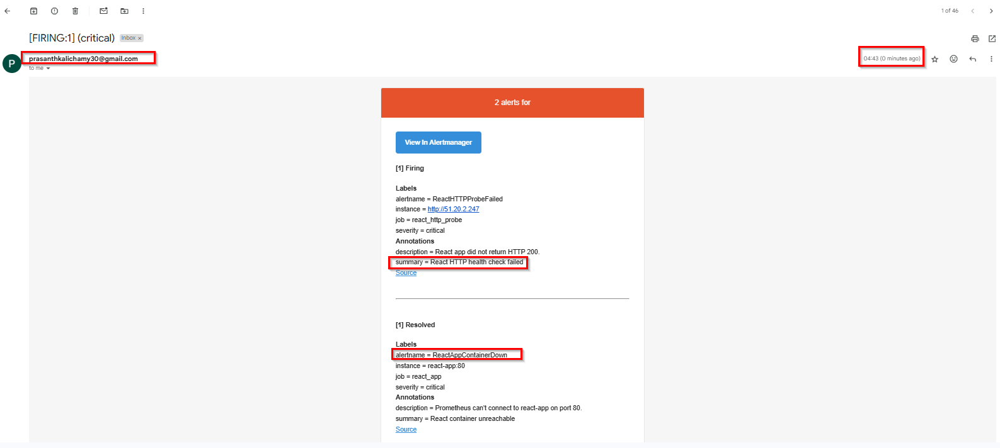 1 of 46
[FIRING:1] (critical) Inbox ×
P
prasanthkalichamy30@gmail.com
04:43 (0 minutes ago)
to me
2 alerts for
View In Alertmanager
[1] Firing
Labels
alertname = ReactHTTPProbeFailed
instance = http://51.20.2.247
job = react_http_probe
severity = critical
Annotations
description = React app did not return HTTP 200.
summary = React HTTP health check failed
Source
[1] Resolved
Labels
alertname = ReactAppContainerDown
instance = react-app:80
job = react_app
severity = critical
Annotations
description = Prometheus can't connect to react-app on port 80.
summary = React container unreachable
Source